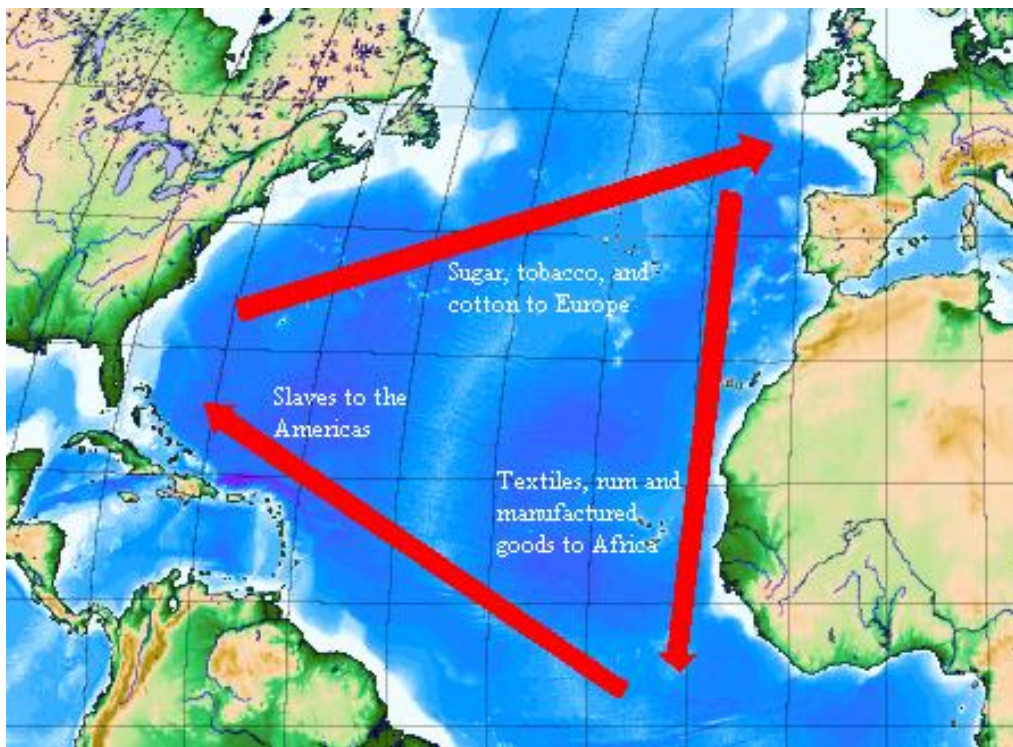 Sugar, tobacco, and
cotton to Europe
Slaves to the
Americas
Textiles, rum and
manufactured
goods to Africa